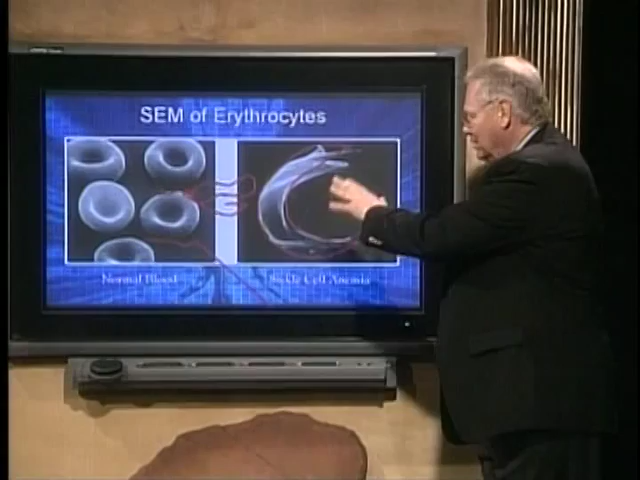 SEM of Erythrocytes
Normal Blood
Sickle Cell Anemia